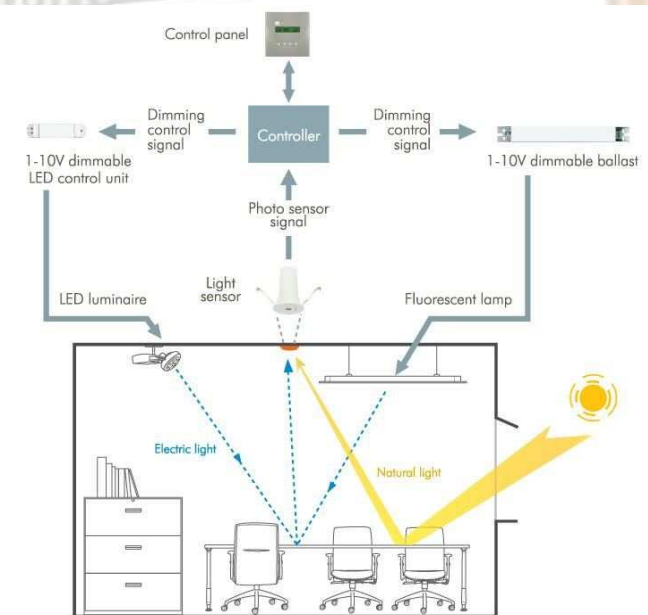 Control panel
Dimming
control
signal
Controller
Dimming
control
signal
1-10V dimmable
LED control unit
1-10V dimmable ballast
Photo sensor
signal
Light
sensor
LED luminaire
Fluorescent lamp
Electric light
Natural light